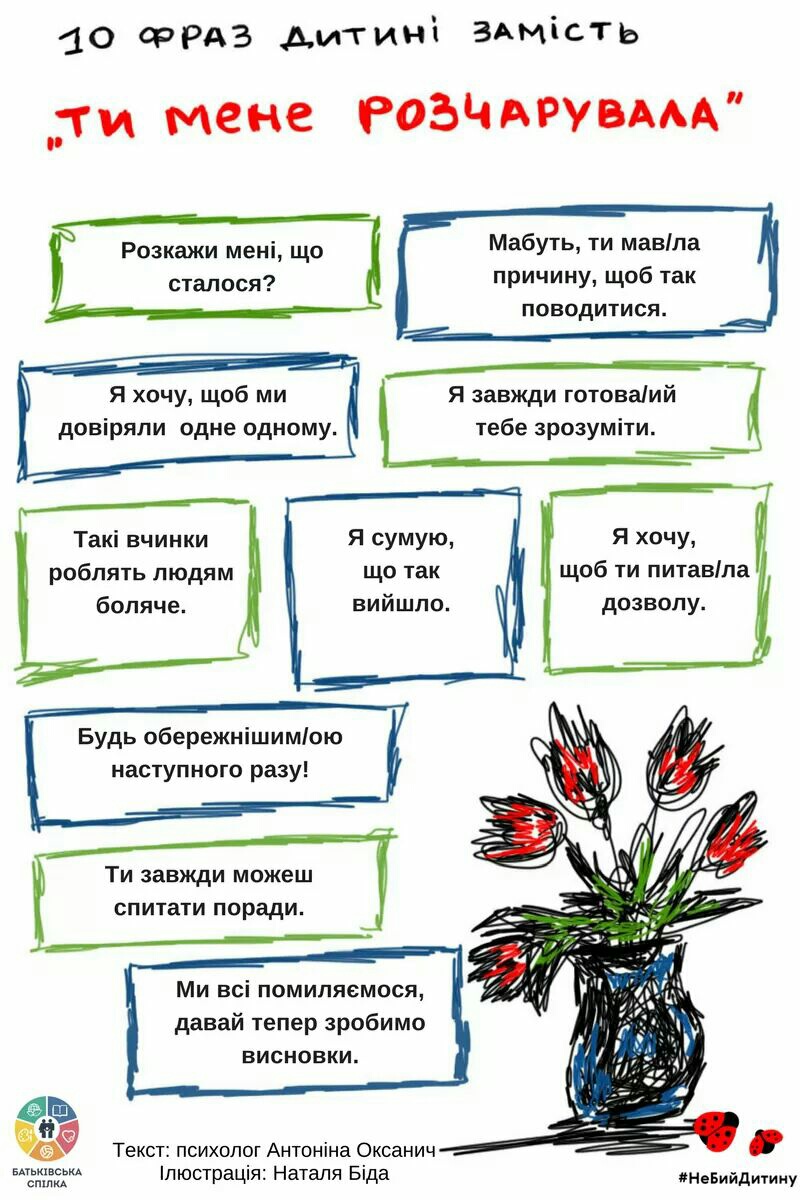 10 ФРАЗ ДИТИНІ ЗАМІСТЬ
„ТИ МЕНЕ РОЗЧАРУВАЛА"
Розкажи мені, що
сталося?
Мабуть, ти мав/ла
причину, щоб так
поводитися.
Я хочу, щоб ми
довіряли одне одному.
Я завжди готова/ий
тебе зрозуміти.
Такі вчинки
роблять людям
боляче.
Я сумую,
що так
вийшло.
Я хочу,
щоб ти питав/ла
дозволу.
Будь обережнішим/ою
наступного разу!
Ти завжди можеш
спитати поради.
Ми всі помиляємося,
давай тепер зробимо
висновки.
БАТЬКІВСЬКА
СПІЛКА
Текст: психолог Антоніна Оксанич
Ілюстрація: Наталя Біда
#НеБийДитину